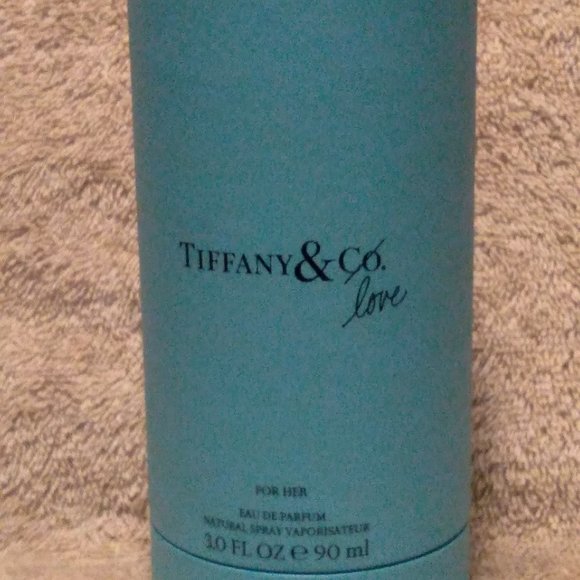 TIFFANY & CO.
love
FOR HER
EAU DE PARFUM
NATURAL SPRAY VAPORISATEUR
3.0 FL OZ ℮ 90 ml